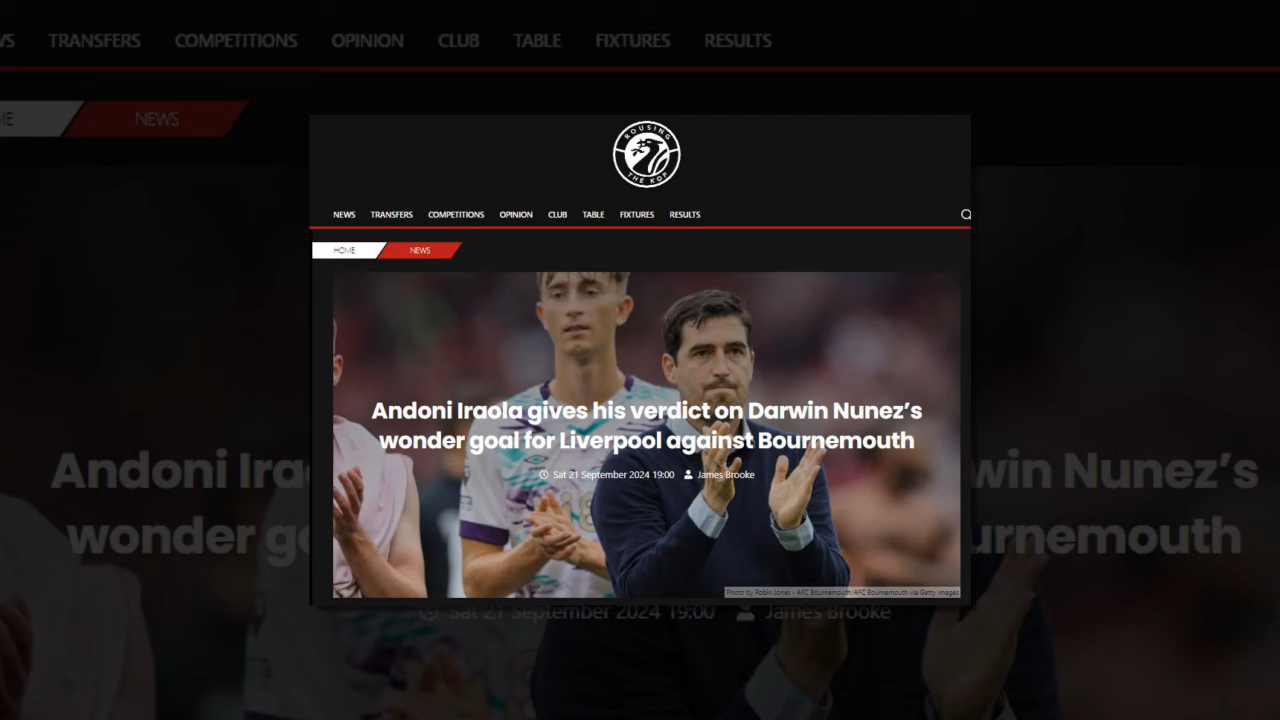 WS TRANSFERS COMPETITIONS OPINION CLUB TABLE FIXTURES RESULTS
ME NEWS
ROUSING
THE KOP
NEWS TRANSFERS COMPETITIONS OPINION CLUB TABLE FIXTURES RESULTS
HOME NEWS
Andoni Iraola gives his verdict on Darwin Nunez’s
wonder goal for Liverpool against Bournemouth
Sat 21 September 2024 19:00 James Brooke
Photo by Robin Jones - AFC Bournemouth/AFC Bournemouth via Getty Images
Andoni Ira win Nunez’s
wonder go urnemouth
Sat 21 September 2024 19:00 James Brooke